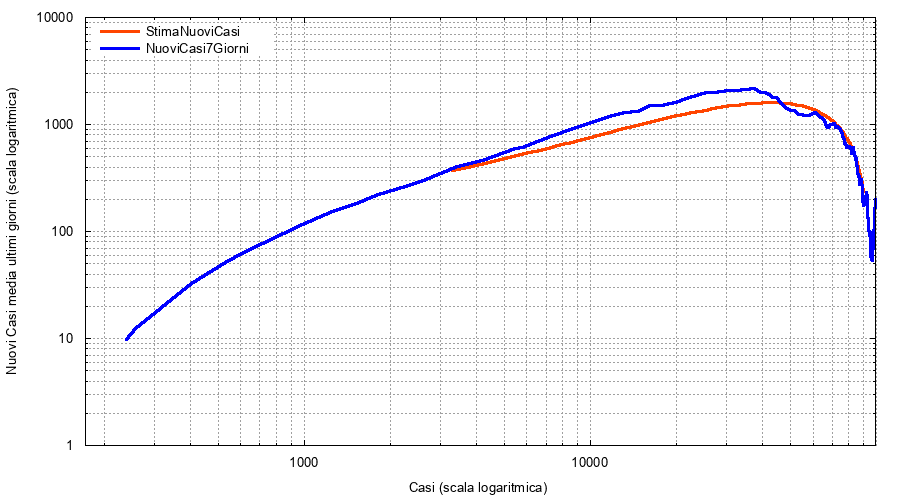 10000
StimaNuoviCasi
NuoviCasi7Giorni
1000
100
10
1
Nuovi Casi media ultimi giorni (scala logaritmica)
1000
10000
Casi (scala logaritmica)